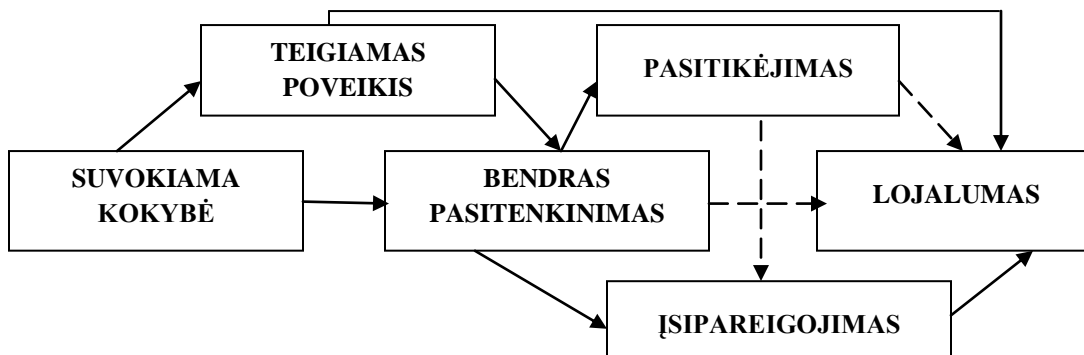 TEIGIAMAS
POVEIKIS
PASITIKĖJIMAS
SUVOKIAMA
KOKYBĖ
BENDRAS
PASITENKINIMAS
LOJALUMAS
ĮSIPAREIGOJIMAS